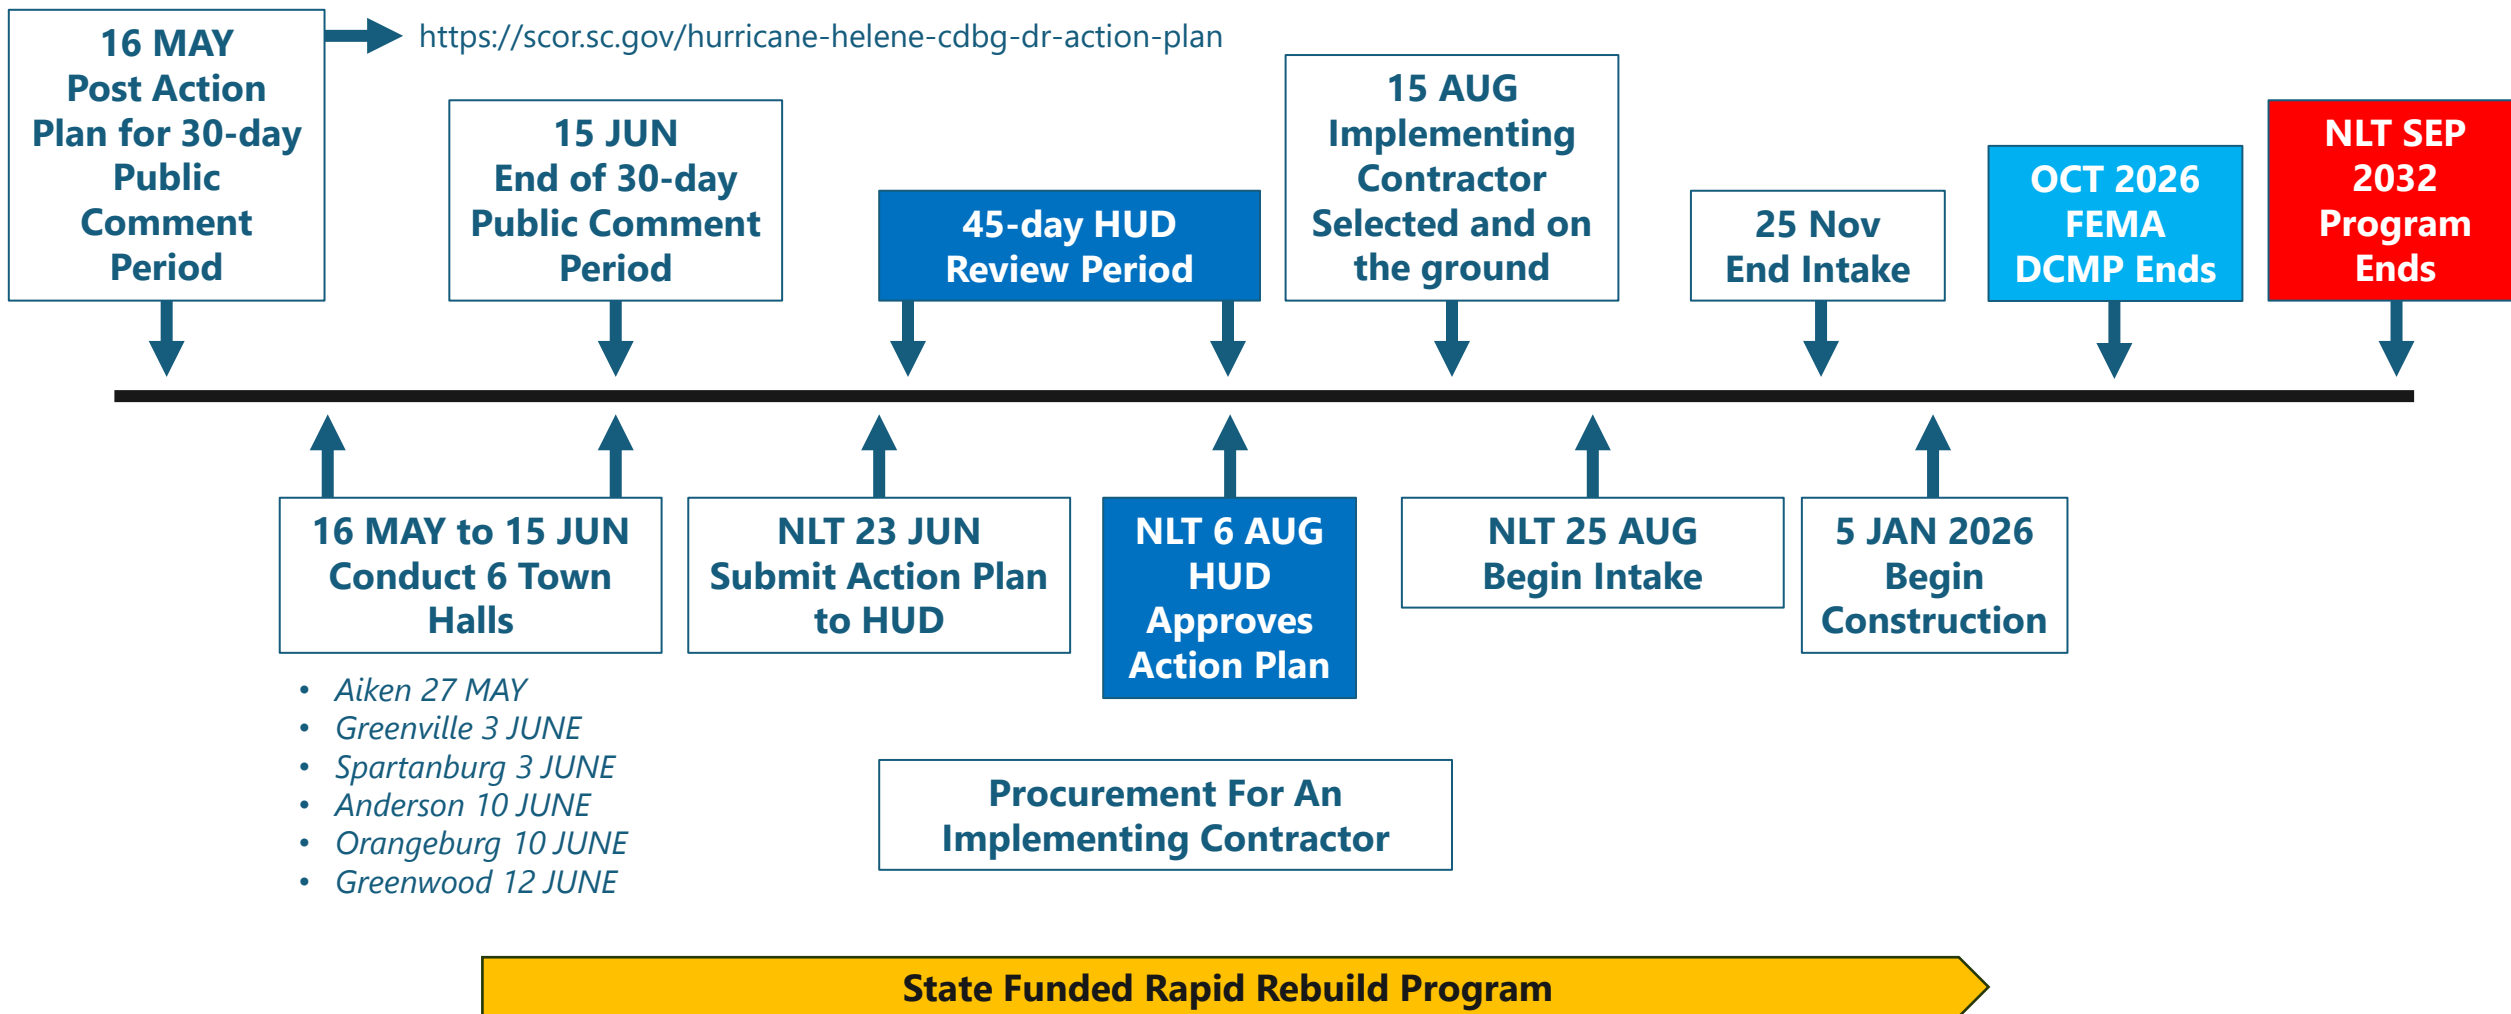 16 MAY
Post Action
Plan for 30-day
Public
Comment
Period
https://scor.sc.gov/hurricane-helene-cdbg-dr-action-plan
15 JUN
End of 30-day
Public Comment
Period
45-day HUD
Review Period
15 AUG
Implementing
Contractor
Selected and on
the ground
25 Nov
End Intake
OCT 2026
FEMA
DCMP Ends
NLT SEP
2032
Program
Ends
16 MAY to 15 JUN
Conduct 6 Town
Halls
• Aiken 27 MAY
• Greenville 3 JUNE
• Spartanburg 3 JUNE
• Anderson 10 JUNE
• Orangeburg 10 JUNE
• Greenwood 12 JUNE
NLT 23 JUN
Submit Action Plan
to HUD
NLT 6 AUG
HUD
Approves
Action Plan
NLT 25 AUG
Begin Intake
5 JAN 2026
Begin
Construction
Procurement For An
Implementing Contractor
State Funded Rapid Rebuild Program